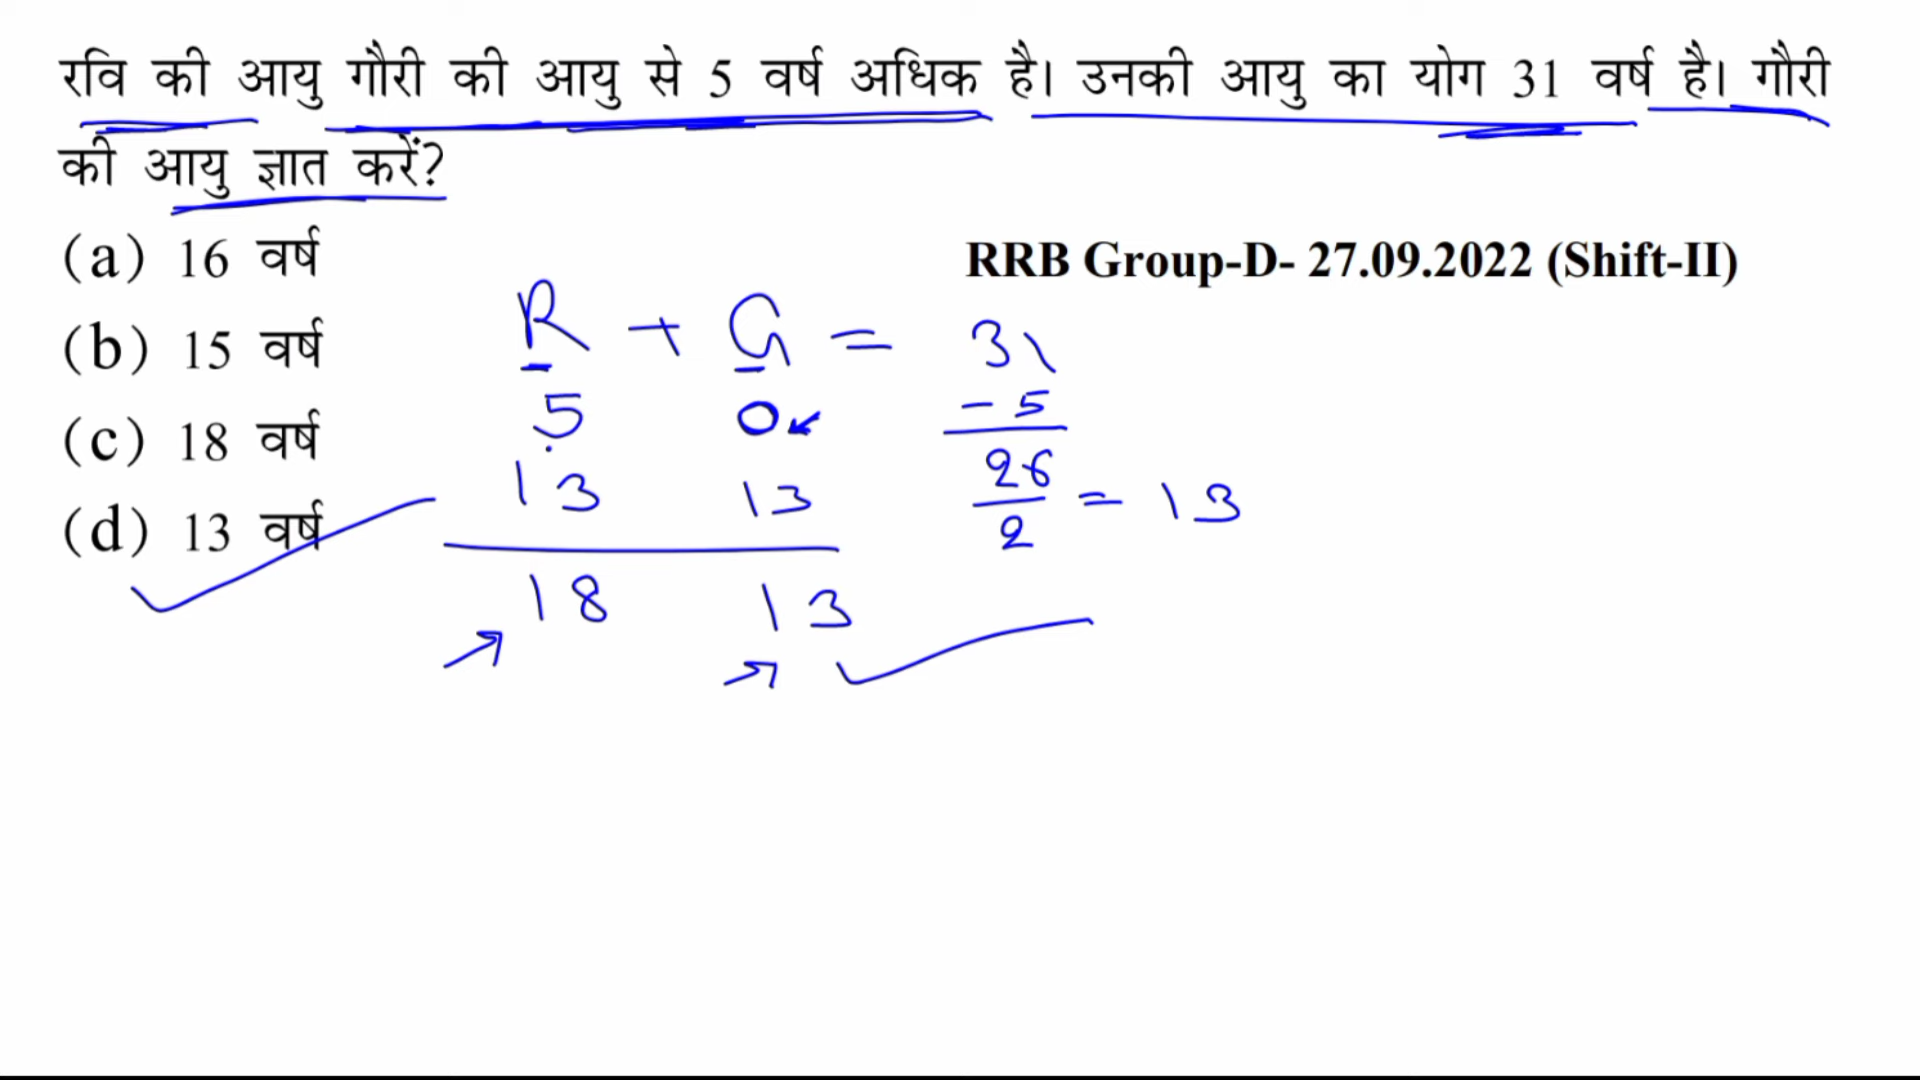 रवि की आयु गौरी की आयु से 5 वर्ष अधिक है। उनकी आयु का योग 31 वर्ष है। गौरी
की आयु ज्ञात करें?
(a) 16 वर्ष
RRB Group-D- 27.09.2022 (Shift-II)
(b) 15 वर्ष
(c) 18 वर्ष
(d) 13 वर्ष
R + G = 31
5 0 - 5
13 13 26/2 = 13
18 13